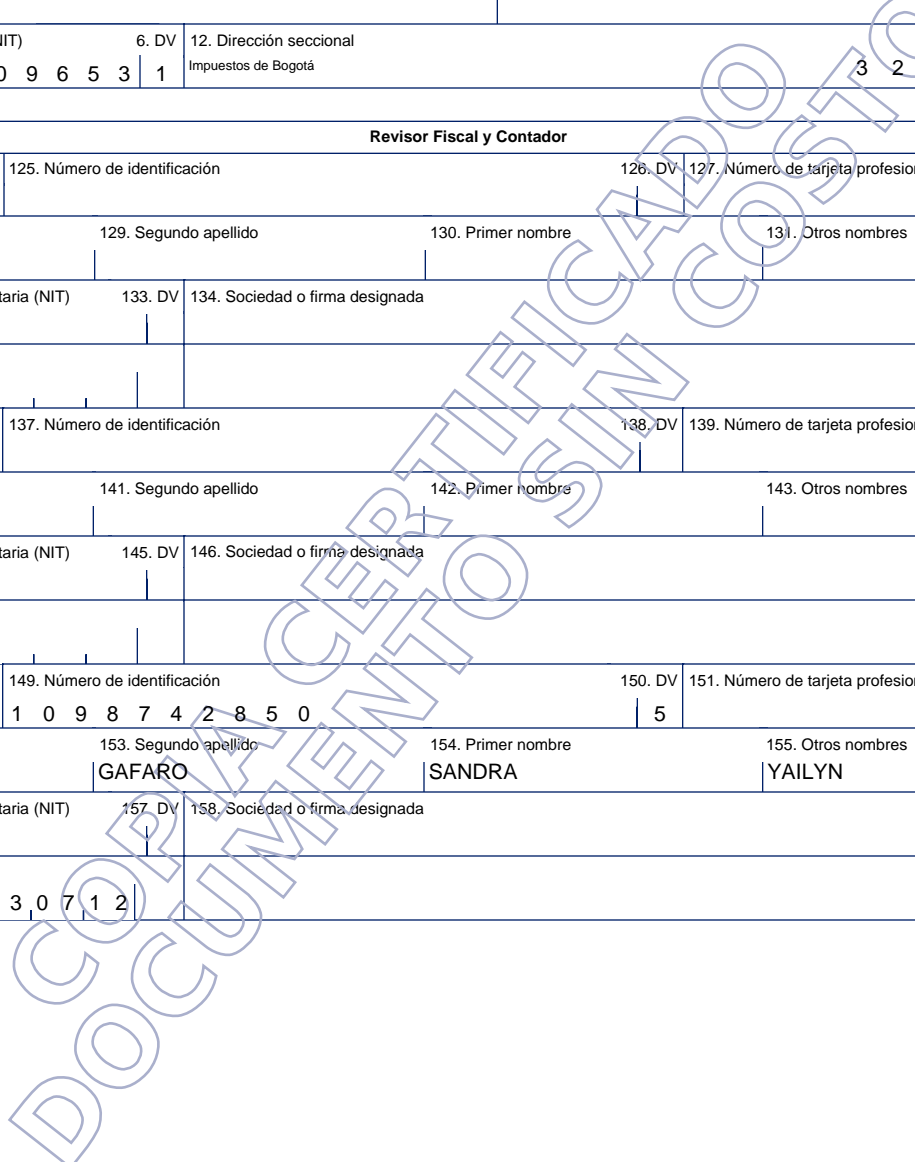 NIT) 6. DV 12. Dirección seccional
0 9 6 5 3 1 Impuestos de Bogotá 3 2
Revisor Fiscal y Contador
125. Número de identificación 126. DV 127. Número de tarjeta profesion
129. Segundo apellido 130. Primer nombre 131. Otros nombres
taria (NIT) 133. DV 134. Sociedad o firma designada
137. Número de identificación 138. DV 139. Número de tarjeta profesion
141. Segundo apellido 142. Primer nombre 143. Otros nombres
taria (NIT) 145. DV 146. Sociedad o firma designada
149. Número de identificación 150. DV 151. Número de tarjeta profesion
1 0 9 8 7 4 2 8 5 0 5
153. Segundo apellido 154. Primer nombre 155. Otros nombres
GAFARO SANDRA YAILYN
taria (NIT) 157. DV 158. Sociedad o firma designada
3 0 7 1 2
COPIA CERTIFICADO
DOCUMENTO SIN COSTO